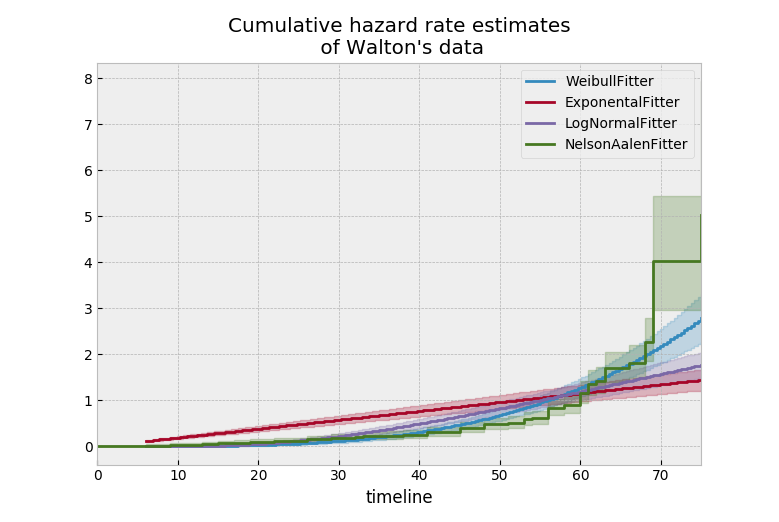 Cumulative hazard rate estimates
of Walton's data
8
7
6
5
4
3
2
1
0
WeibullFitter
ExponentalFitter
LogNormalFitter
NelsonAalenFitter
0 10 20 30 40 50 60 70
timeline